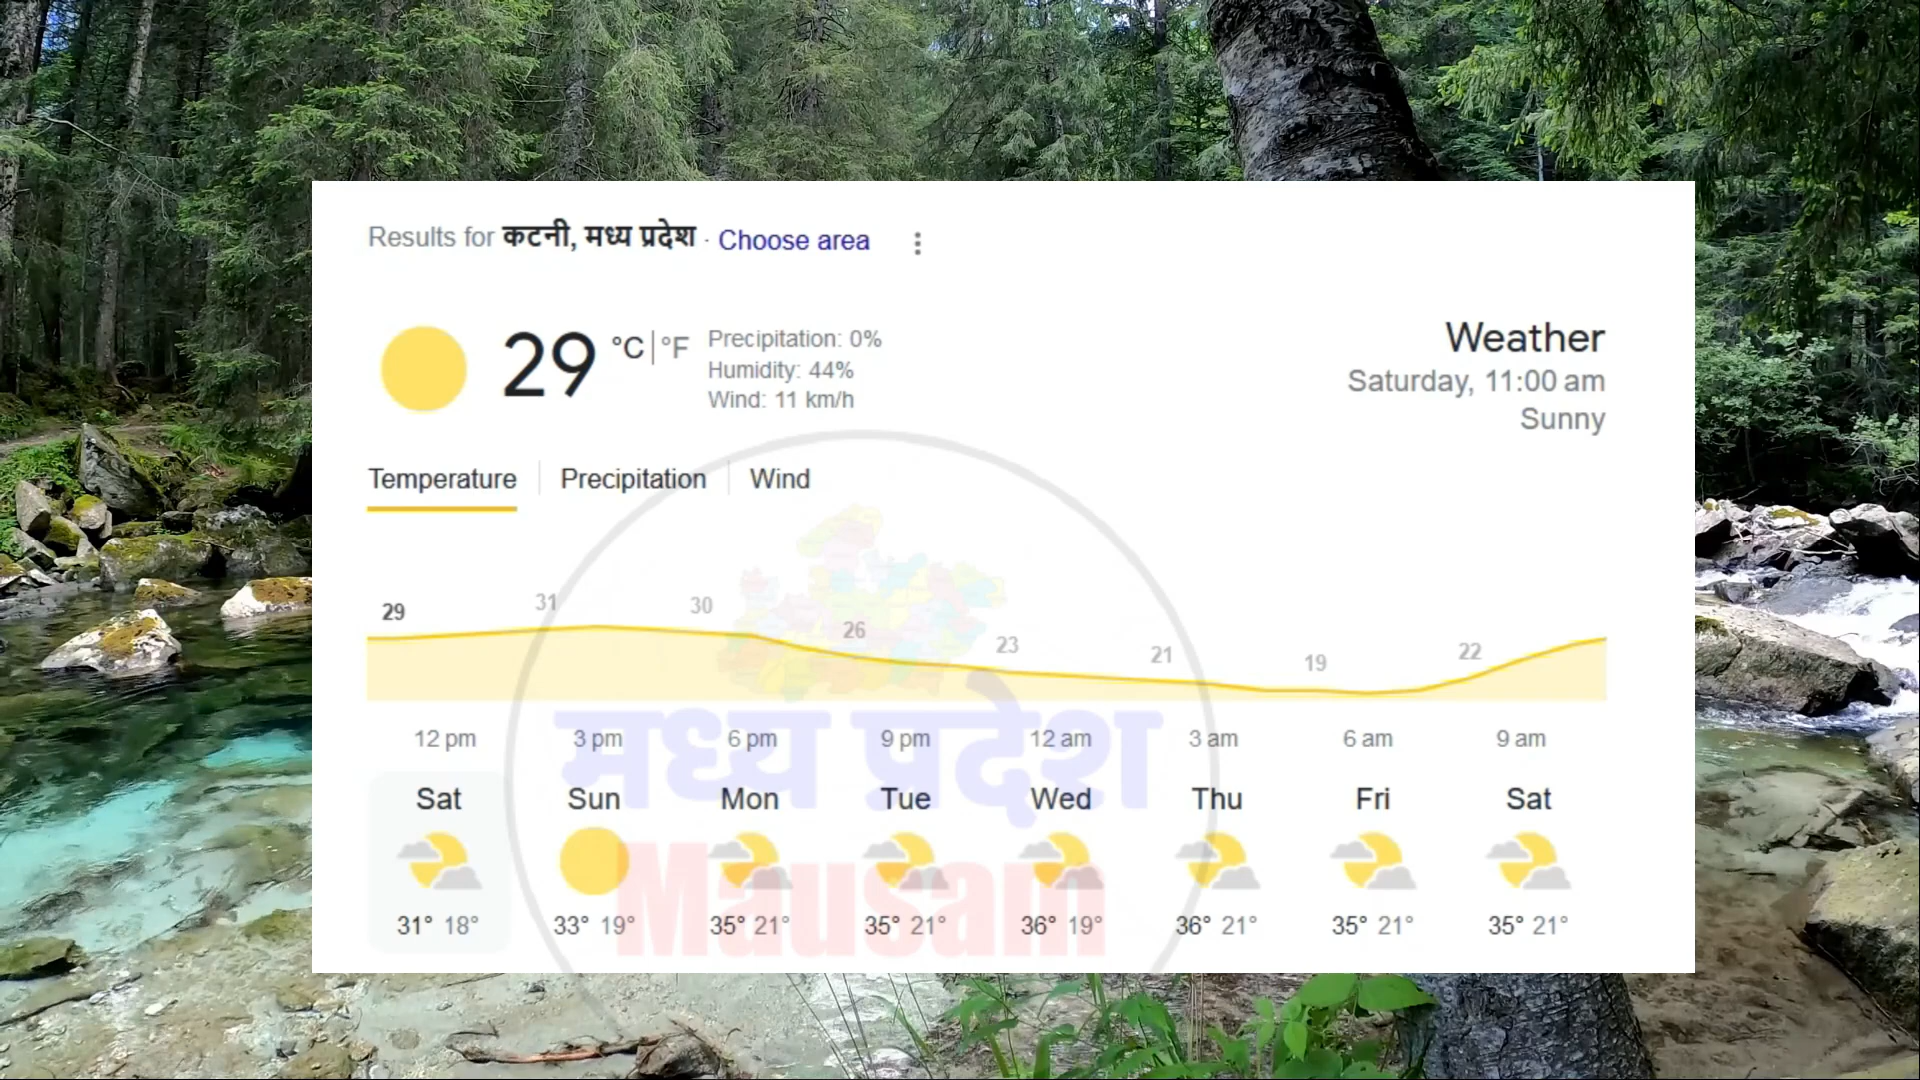 Results for कटनी, मध्य प्रदेश · Choose area
29 °C | °F
Precipitation: 0%
Humidity: 44%
Wind: 11 km/h
Weather
Saturday, 11:00 am
Sunny
Temperature Precipitation Wind
29 31 30 26 23 21 19 22
12 pm 3 pm 6 pm 9 pm 12 am 3 am 6 am 9 am
मध्य प्रदेश
Sat Sun Mon Tue Wed Thu Fri Sat
Mausam
31° 18° 33° 19° 35° 21° 35° 21° 36° 19° 36° 21° 35° 21° 35° 21°